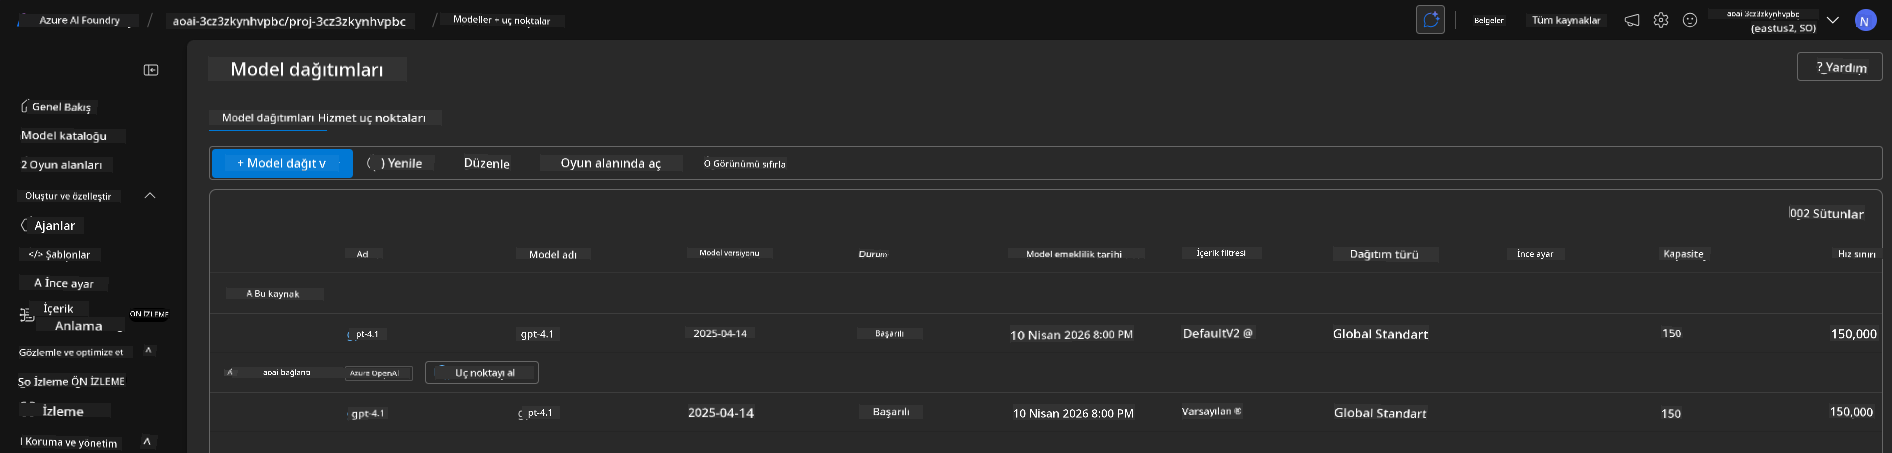 Azure AI Foundry / aoai-3cz3zkynhvpbc/proj-3cz3zkynhvpbc / Modeller + uç noktalar
Belgeler Tüm kaynaklar aoai-3cz3zkynhvpbc (eastus2, SO) N
Model dağıtımları
? Yardım
Genel Bakış
Model kataloğu
2 Oyun alanları
Oluştur ve özelleştir
Ajanlar
</> Şablonlar
A İnce ayar
İçerik
Anlama
ÖN İZLEME
Gözlemle ve optimize et
So İzleme ÖN İZLEME
İzleme
I Koruma ve yönetim
Model dağıtımları Hizmet uç noktaları
+ Model dağıt v ( ) Yenile Düzenle Oyun alanında aç O Görünümü sıfırla
002 Sütunlar
Ad Model adı Model versiyonu Durum Model emeklilik tarihi İçerik filtresi Dağıtım türü İnce ayar Kapasite Hız sınırı
A Bu kaynak
gpt-4.1 gpt-4.1 2025-04-14 Başarılı 10 Nisan 2026 8:00 PM DefaultV2 @ Global Standart 150 150,000
A aoai bağlantı Azure OpenAI Uç noktayı al
gpt-4.1 gpt-4.1 2025-04-14 Başarılı 10 Nisan 2026 8:00 PM Varsayılan ® Global Standart 150 150,000